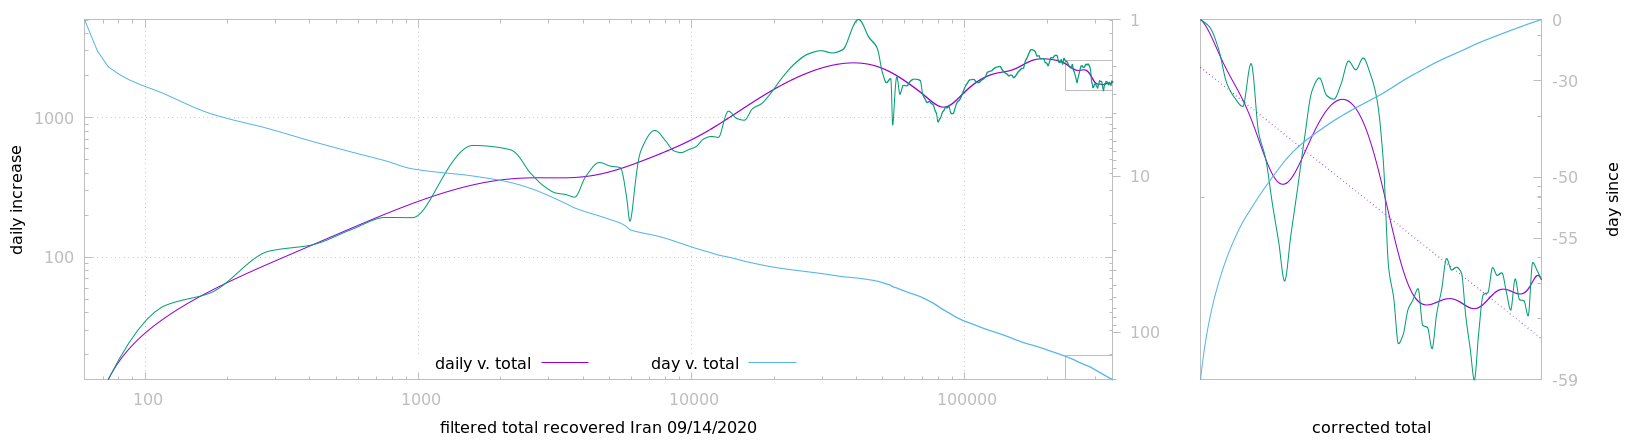 daily increase
1000
100
100
1000
10000
100000
1
10
100
daily v. total
day v. total
filtered total recovered Iran 09/14/2020
0
-30
-50
-55
-59
day since
corrected total